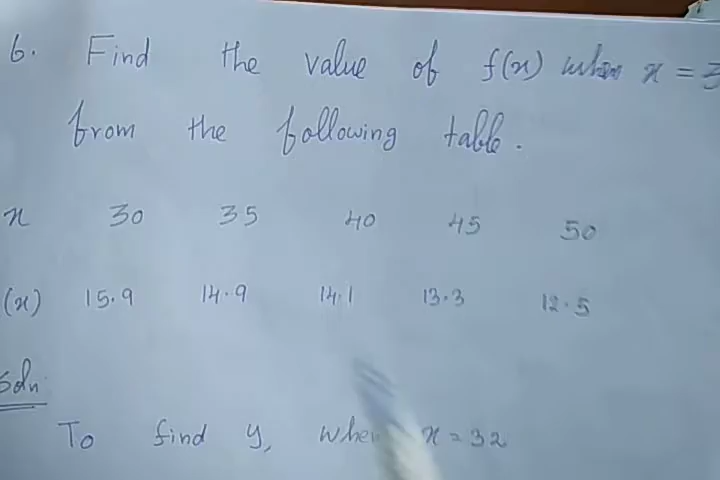 6. Find the value of f(x) when x = 3
from the following table.
x 30 35 40 45 50
(x) 15.9 14.9 14.1 13.3 12.5
Soln:
To find y, when x = 32